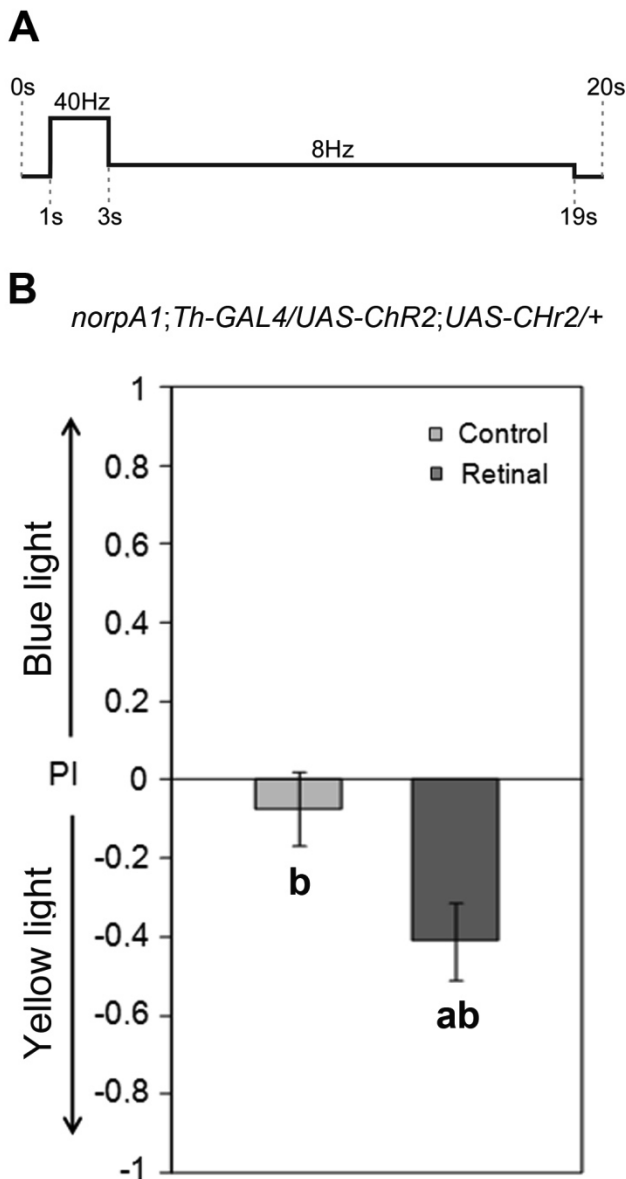 A
0s 20s
40Hz
8Hz
1s 3s 19s
B
norpA1;Th-GAL4/UAS-ChR2;UAS-CHr2/+
1
Control
0.8
Retinal
0.6
Blue light
0.4
0.2
PI 0
-0.2
b
-0.4
Yellow light
ab
-0.6
-0.8
-1